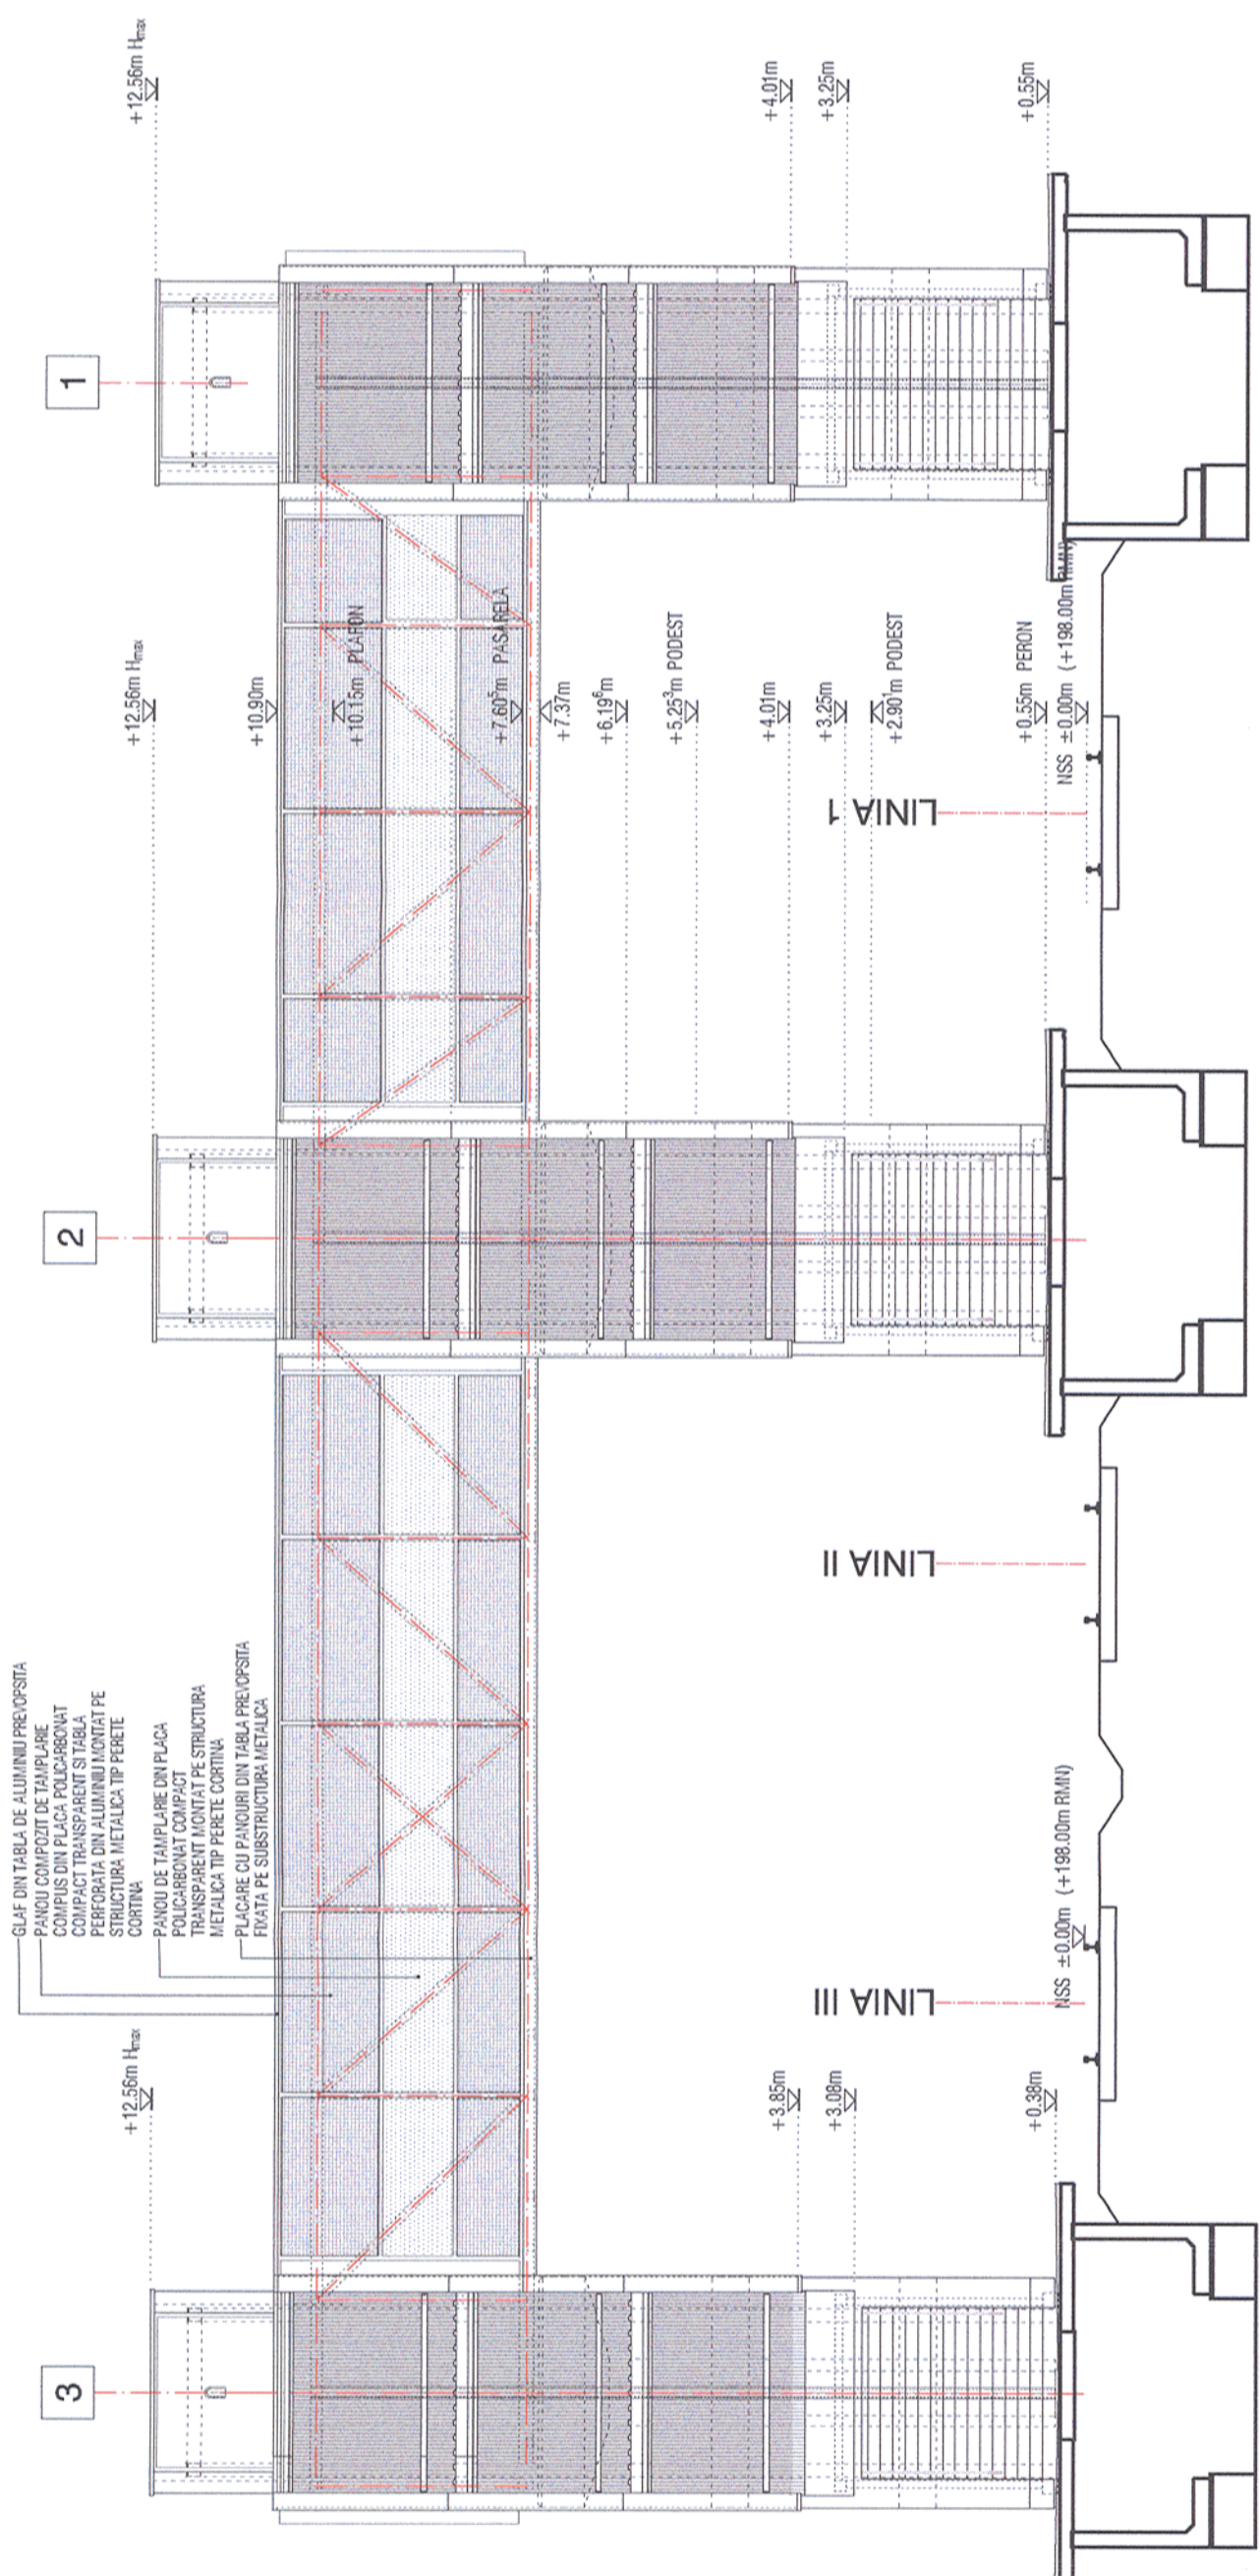 3
2
1
GLAF DIN TABLA DE ALUMINIU PREVOPSITA
PANOU COMPOZIT DE TAMPLARIE
COMPUS DIN PLACA POLICARBONAT
COMPACT TRANSPARENT SI TABLA
PERFORATA DIN ALUMINIU MONTAT PE
STRUCTURA METALICA TIP PERETE
CORTINA
PANOU DE TAMPLARIE DIN PLACA
POLICARBONAT COMPACT
TRANSPARENT MONTAT PE STRUCTURA
METALICA TIP PERETE CORTINA
PLACARE CU PANOURI DIN TABLA PREVOPSITA
FIXATA PE SUBSTRUCTURA METALICA
+12.56m Hmax
+3.85m
+3.08m
+0.38m
+12.56m Hmax
+10.90m
+10.15m PLAFON
+7.60⁵m PASARELA
+7.37m
+6.19⁶m
+5.25³m PODEST
+4.01m
+3.25m
+2.90¹m PODEST
+0.55m PERON
NSS ±0.00m (+198.00m RMN)
+12.56m Hmax
+4.01m
+3.25m
+0.55m
LINIA III
LINIA II
LINIA 1
NSS ±0.00m (+198.00m RMN)